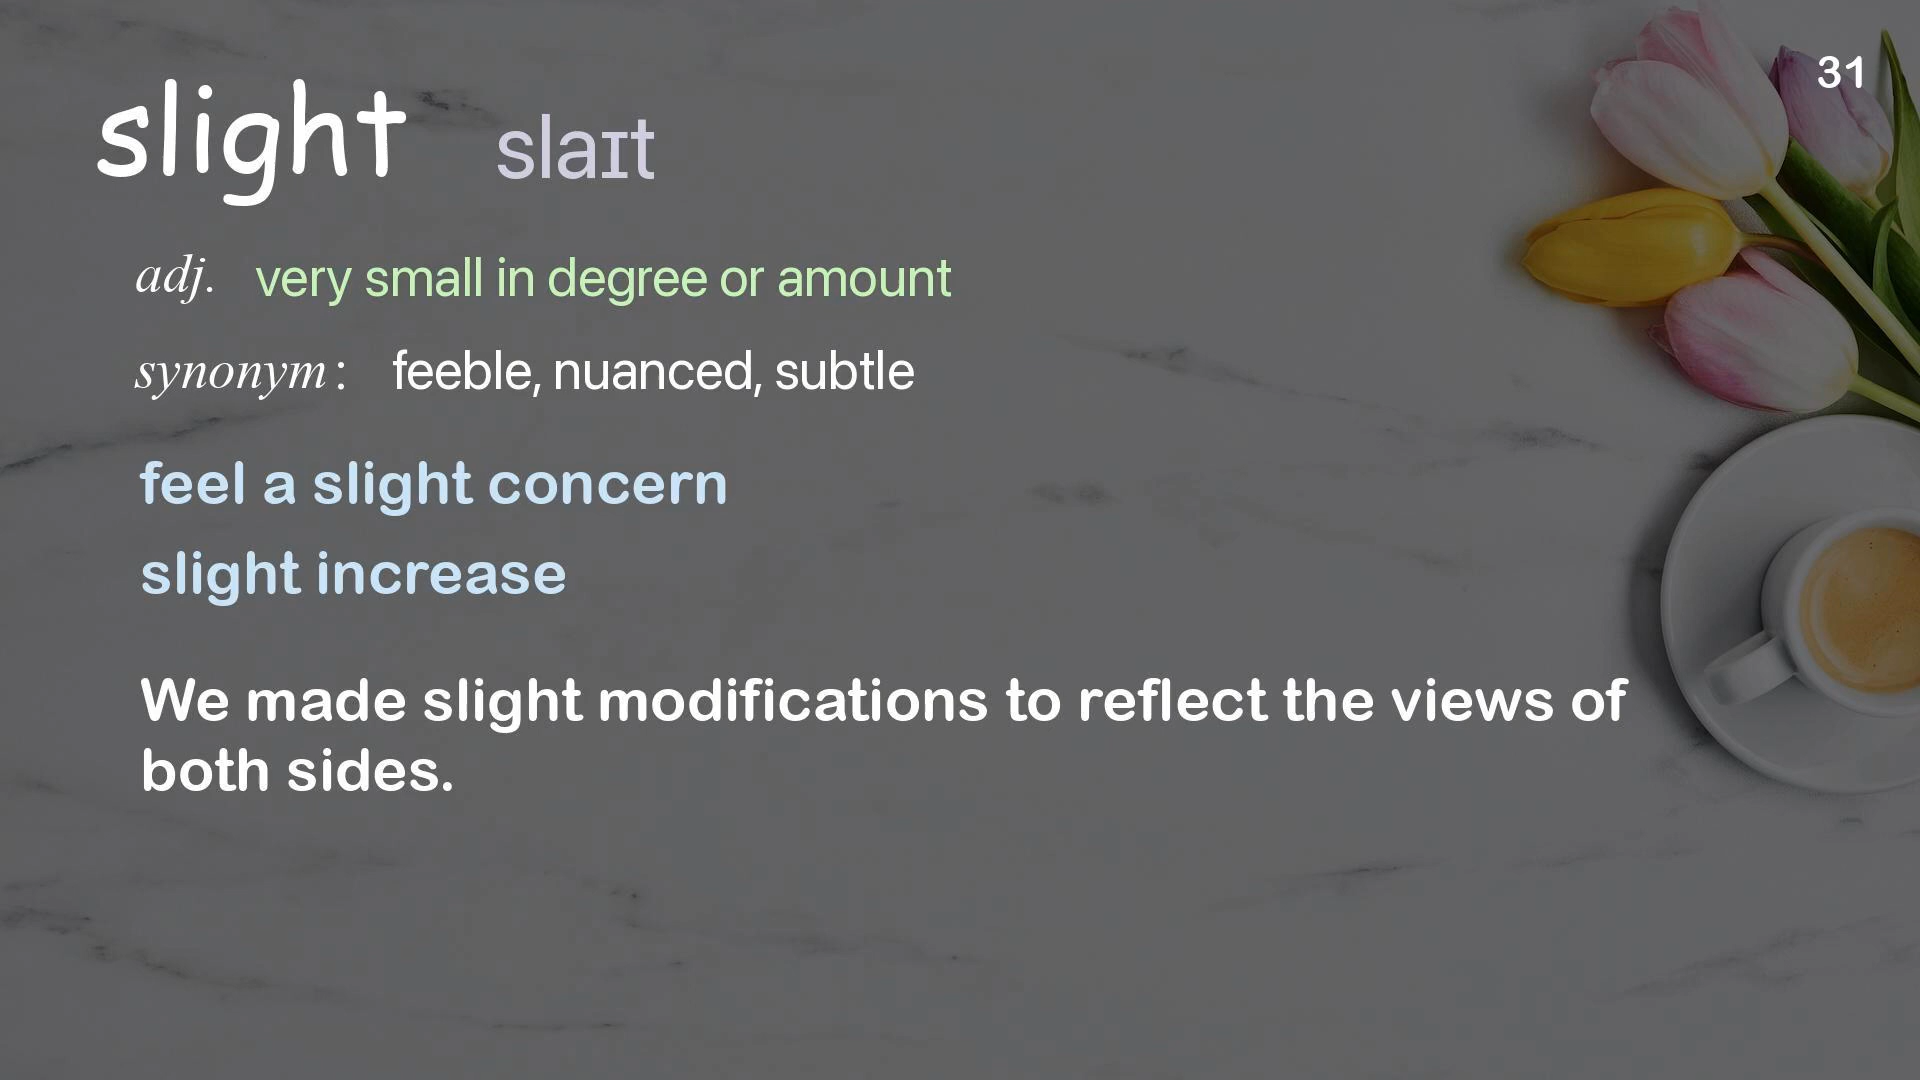 31
slight slaɪt
adj. very small in degree or amount
synonym: feeble, nuanced, subtle
feel a slight concern
slight increase
We made slight modifications to reflect the views of
both sides.